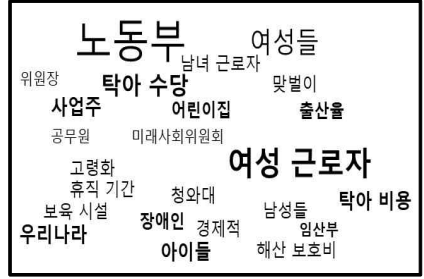 노동부
여성들
남녀 근로자
위원장
탁아 수당
맞벌이
사업주
어린이집
출산율
공무원
미래사회위원회
여성 근로자
고령화
휴직 기간
청와대
탁아 비용
보육 시설
장애인
남성들
우리나라
경제적
임산부
아이들
해산 보호비